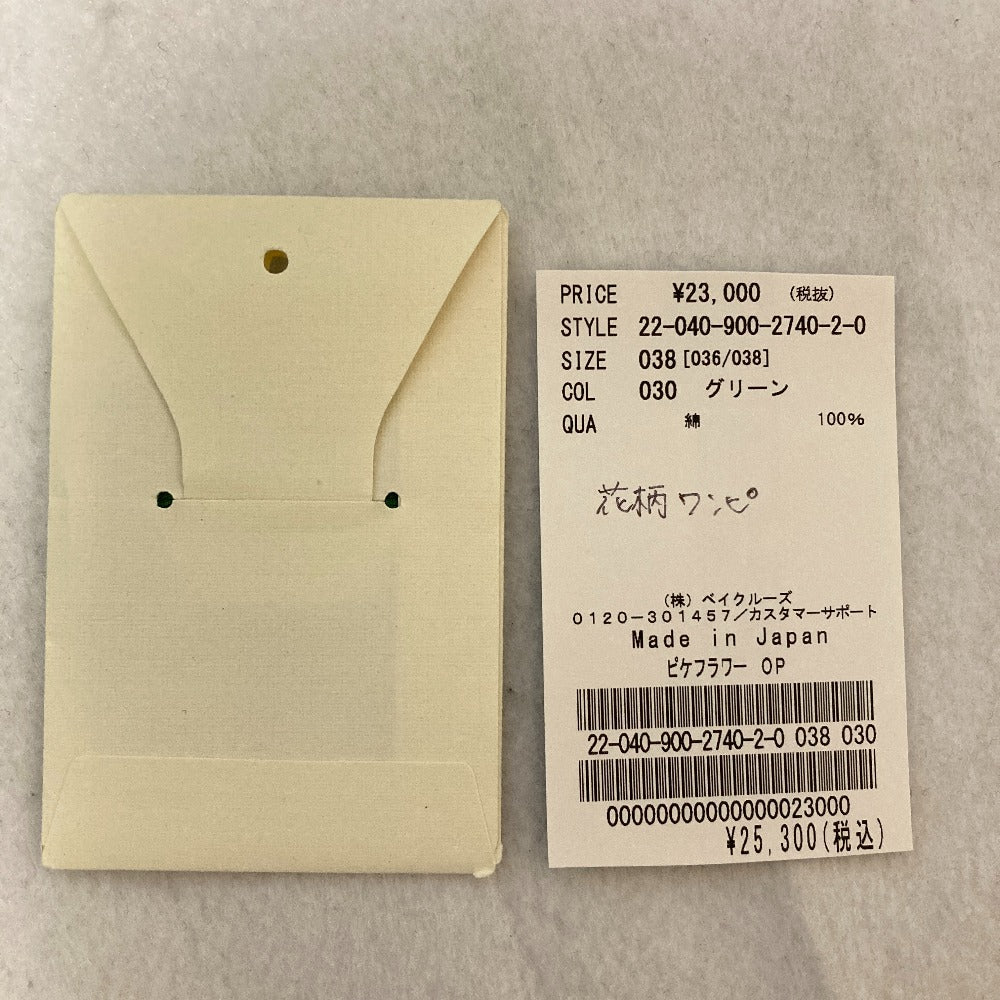 PRICE ¥23,000 (税抜)
STYLE 22-040-900-2740-2-0
SIZE 038 [036/038]
COL 030 グリーン
QUA 綿 100%
花柄ワンピ
(株) ベイクルーズ
0120-301457/カスタマーサポート
Made in Japan
ピケフラワー OP
22-040-900-2740-2-0 038 030
00000000000000023000
¥25,300(税込)